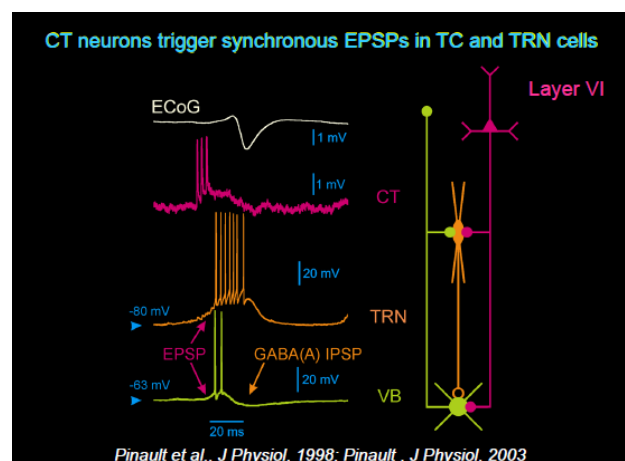 CT neurons trigger synchronous EPSPs in TC and TRN cells
Layer VI
ECoG
1 mV
1 mV
CT
20 mV
-80 mV
TRN
EPSP
GABA(A) IPSP
-63 mV
20 mV
VB
20 ms
Pinault et al., J Physiol, 1998; Pinault , J Physiol, 2003